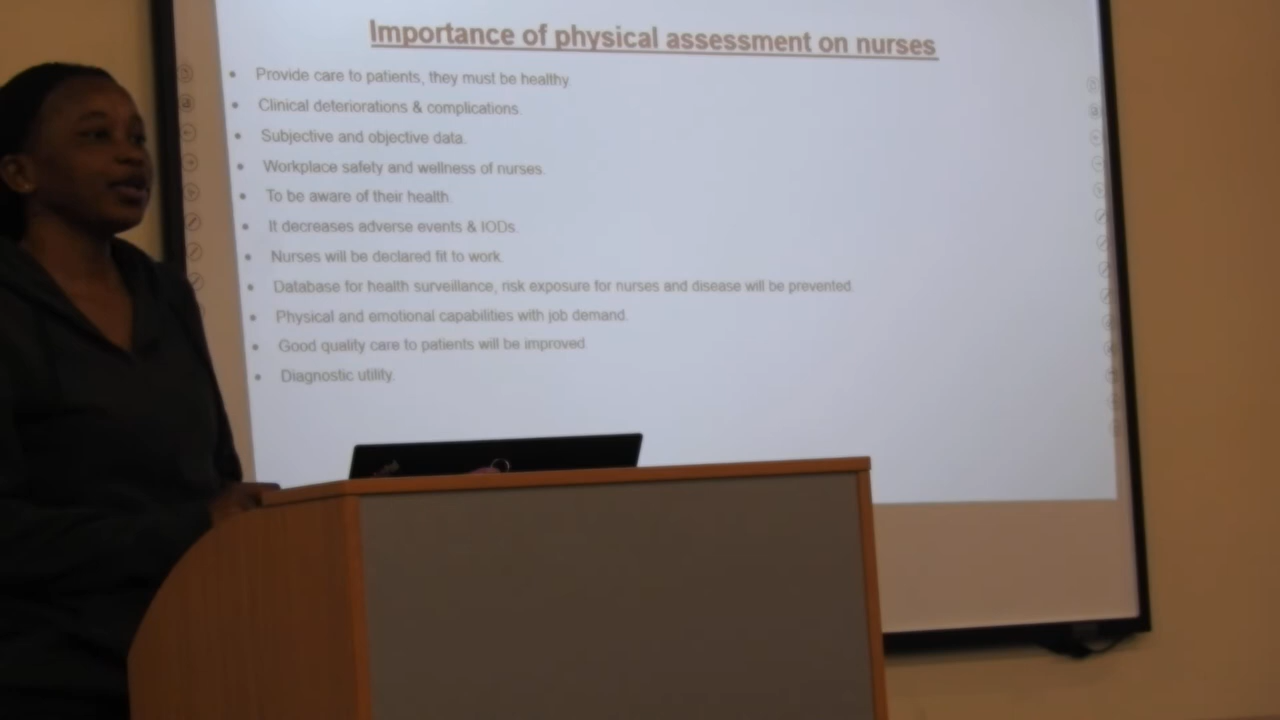 Importance of physical assessment on nurses
• Provide care to patients, they must be healthy.
• Clinical deteriorations & complications.
• Subjective and objective data.
• Workplace safety and wellness of nurses.
• To be aware of their health.
• It decreases adverse events & IODs.
• Nurses will be declared fit to work.
• Database for health surveillance, risk exposure for nurses and disease will be prevented.
• Physical and emotional capabilities with job demand.
• Good quality care to patients will be improved.
• Diagnostic utility.